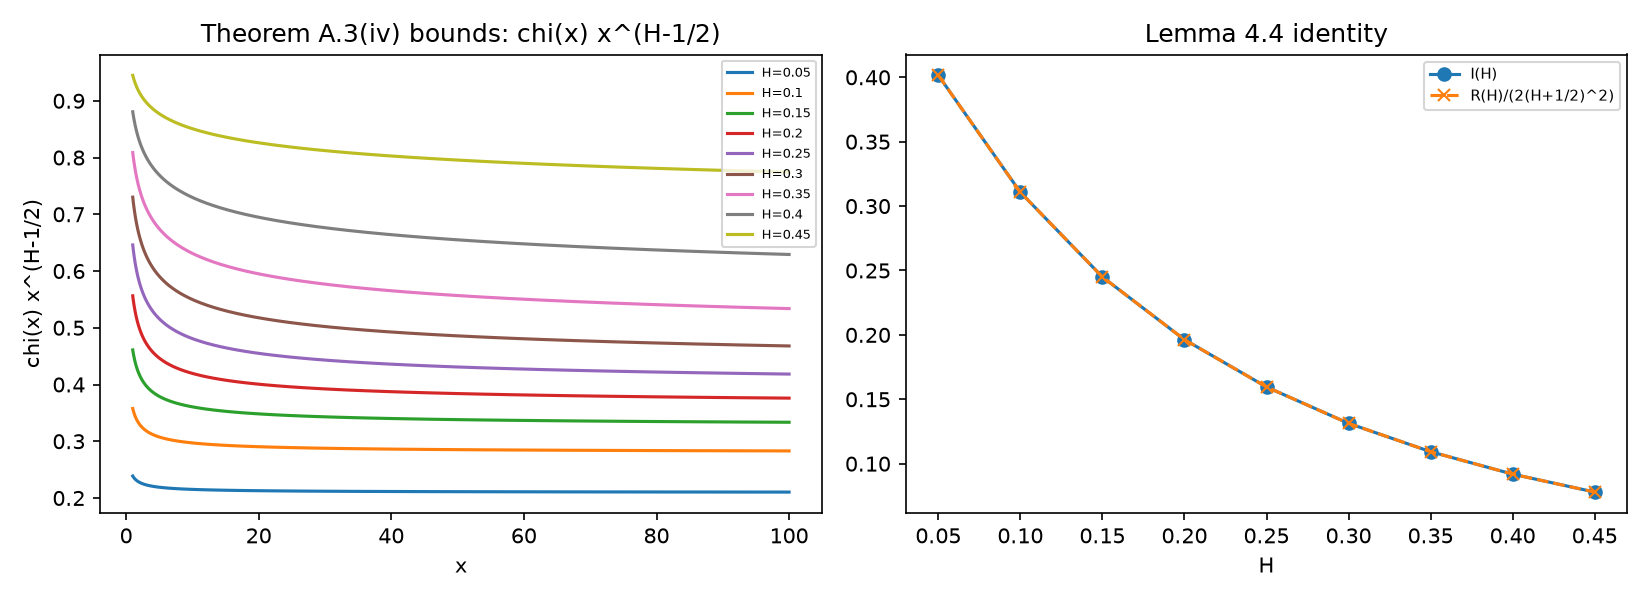 Theorem A.3(iv) bounds: chi(x) x^(H-1/2)
chi(x) x^(H-1/2)
0.9
0.8
0.7
0.6
0.5
0.4
0.3
0.2
0
20
40
60
80
100
x
H=0.05
H=0.1
H=0.15
H=0.2
H=0.25
H=0.3
H=0.35
H=0.4
H=0.45
Lemma 4.4 identity
0.40
0.35
0.30
0.25
0.20
0.15
0.10
0.05
0.10
0.15
0.20
0.25
0.30
0.35
0.40
0.45
H
I(H)
R(H)/(2(H+1/2)^2)